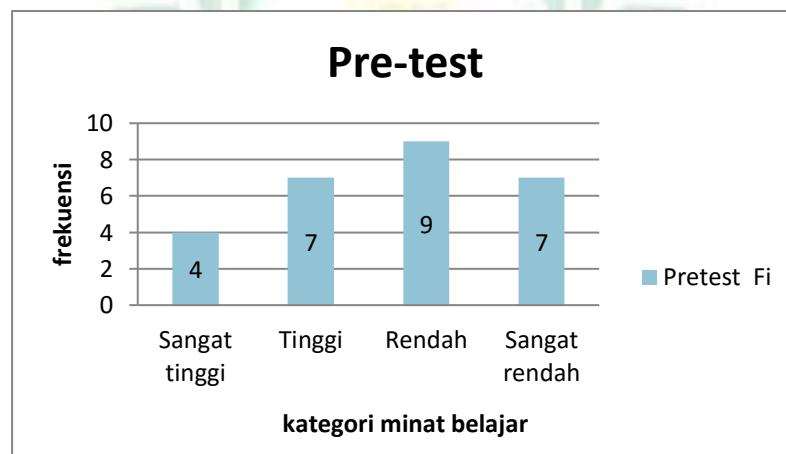 Pre-test
frekuensi
10
8
6
4
2
0
4
7
9
7
Sangat
tinggi
Tinggi
Rendah
Sangat
rendah
kategori minat belajar
Pretest Fi